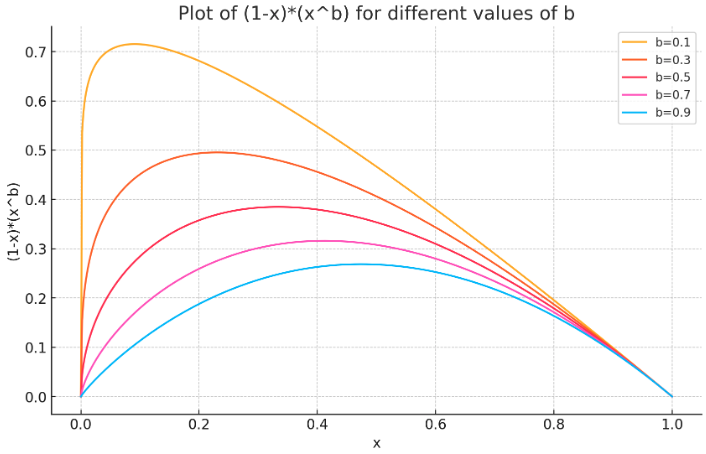 Plot of (1-x)*(x^b) for different values of b
b=0.1
b=0.3
b=0.5
b=0.7
b=0.9
(1-x)*(x^b)
0.7
0.6
0.5
0.4
0.3
0.2
0.1
0.0
0.0 0.2 0.4 0.6 0.8 1.0
x